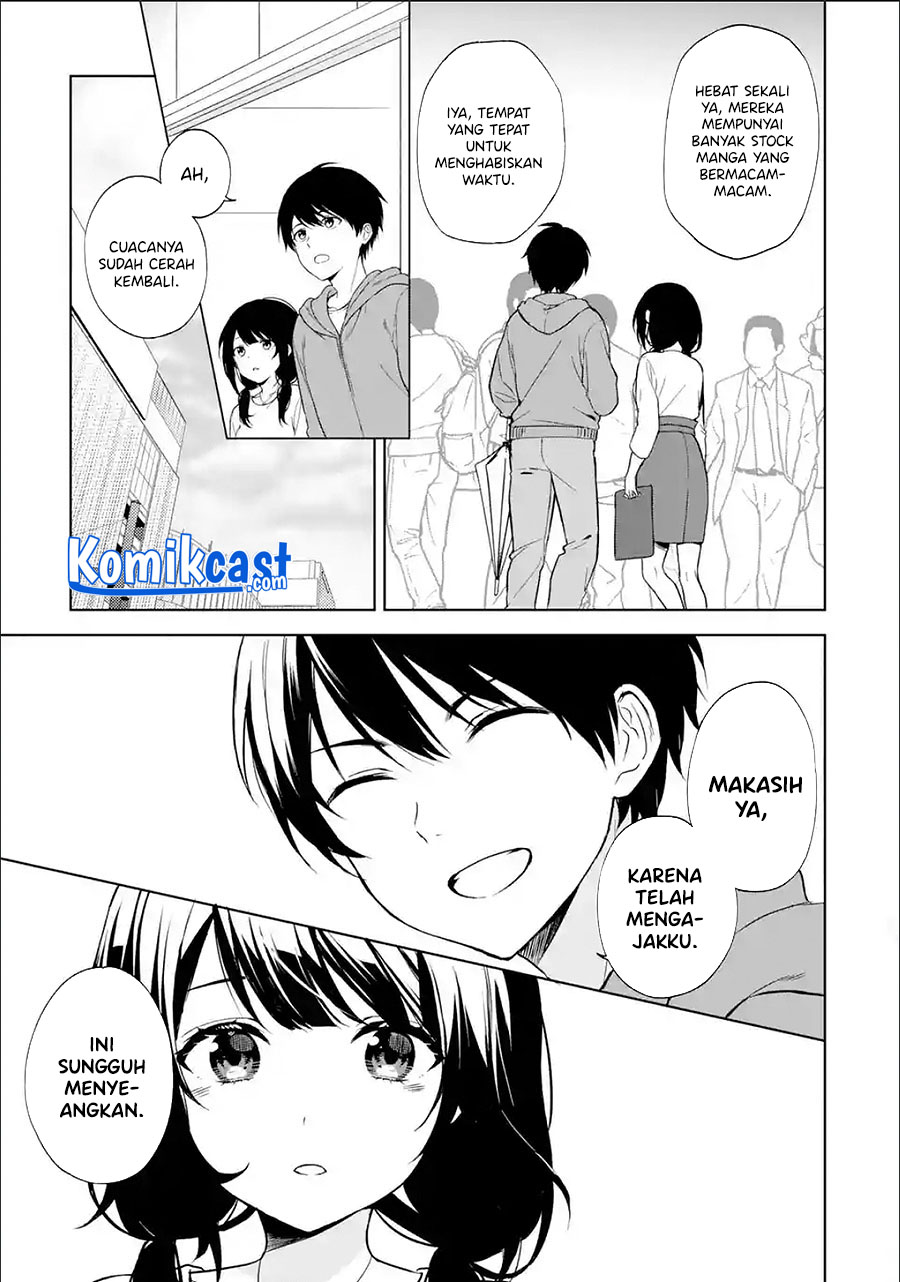 HEBAT SEKALI
YA, MEREKA
MEMPUNYAI
BANYAK STOCK
MANGA YANG
BERMACAM-
MACAM.
IYA, TEMPAT
YANG TEPAT
UNTUK
MENGHABISKAN
WAKTU.
AH,
CUACANYA
SUDAH CERAH
KEMBALI.
Komikcast
.com
MAKASIH
YA,
KARENA
TELAH
MENGA-
JAKKU.
INI
SUNGGUH
MENYE-
ANGKAN.